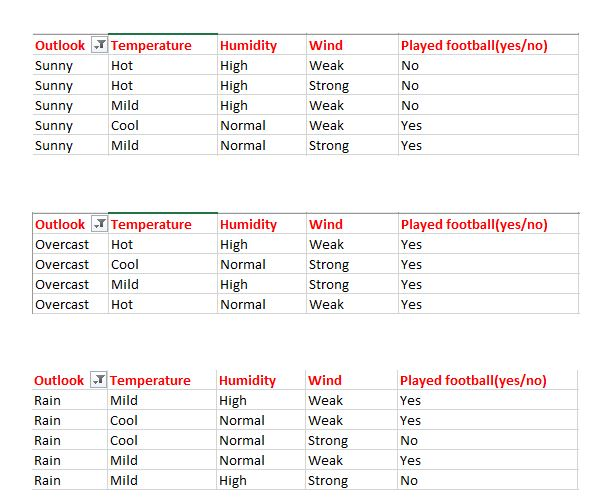 Outlook Temperature Humidity Wind Played football(yes/no)
Sunny Hot High Weak No
Sunny Hot High Strong No
Sunny Mild High Weak No
Sunny Cool Normal Weak Yes
Sunny Mild Normal Strong Yes
Outlook Temperature Humidity Wind Played football(yes/no)
Overcast Hot High Weak Yes
Overcast Cool Normal Strong Yes
Overcast Mild High Strong Yes
Overcast Hot Normal Weak Yes
Outlook Temperature Humidity Wind Played football(yes/no)
Rain Mild High Weak Yes
Rain Cool Normal Weak Yes
Rain Cool Normal Strong No
Rain Mild Normal Weak Yes
Rain Mild High Strong No